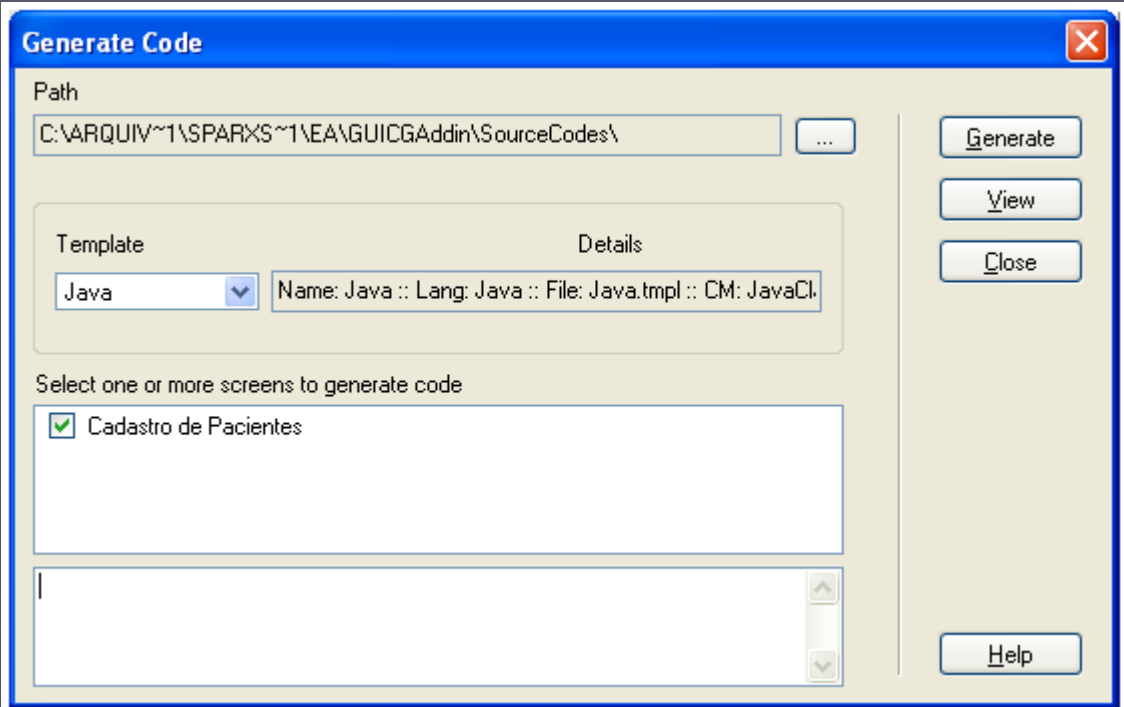 Generate Code
Path
C:\ARQUIV~1\SPARXS~1\EA\GUICGAddin\SourceCodes\
...
Generate
View
Close
Template
Details
Java
Name: Java :: Lang: Java :: File: Java.tmpl :: CM: JavaCl
Select one or more screens to generate code
Cadastro de Pacientes
Help